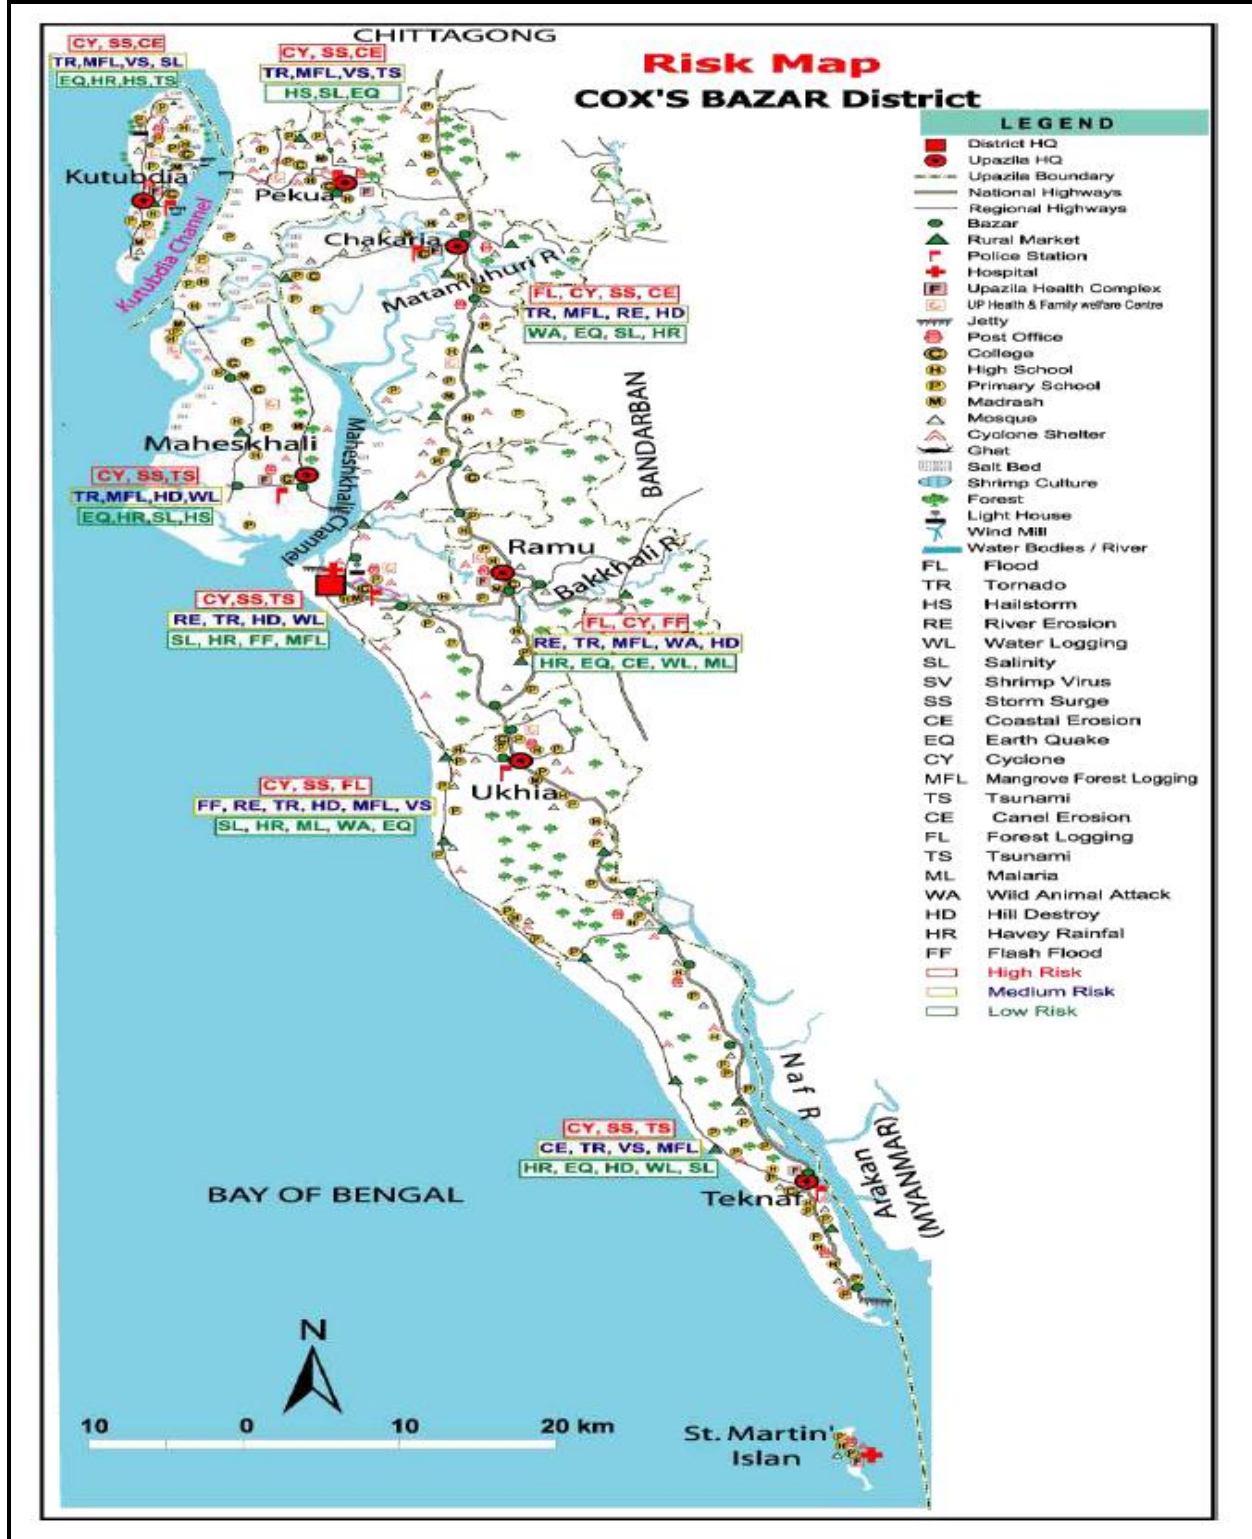 CHITTAGONG
Risk Map
COX'S BAZAR District
CY, SS,CE
TR,MFL,VS, SL
EQ,HR,HS,TS
CY, SS,CE
TR,MFL,VS,TS
HS,SL,EQ
Kutubdia
Pekua
Kutubdia Channel
Chakaria
Matamuhuri R
FL, CY, SS, CE
TR, MFL, RE, HD
WA, EQ, SL, HR
BANDARBAN
Maheskhali
Maheshkhali Channel
CY, SS,TS
TR,MFL,HD,WL
EQ,HR,SL,HS
Ramu
Bakkhali R
CY,SS,TS
RE, TR, HD, WL
SL, HR, FF, MFL
FL, CY, FF
RE, TR, MFL, WA, HD
HR, EQ, CE, WL, ML
CY, SS, FL
FF, RE, TR, HD, MFL, VS
SL, HR, ML, WA, EQ
Ukhia
Naf R
Arakan
(MYANMAR)
CY, SS, TS
CE, TR, VS, MFL
HR, EQ, HD, WL, SL
Teknaf
BAY OF BENGAL
N
10 0 10 20 km
St. Martin'
Islan
LEGEND
District HQ
Upazila HQ
Upazila Boundary
National Highways
Regional Highways
Bazar
Rural Market
Police Station
Hospital
Upazila Health Complex
UP Health & Family welfare Centre
Jetty
Post Office
College
High School
Primary School
Madrash
Mosque
Cyclone Shelter
Ghat
Salt Bed
Shrimp Culture
Forest
Light House
Wind Mill
Water Bodies / River
FL Flood
TR Tornado
HS Hailstorm
RE River Erosion
WL Water Logging
SL Salinity
SV Shrimp Virus
SS Storm Surge
CE Coastal Erosion
EQ Earth Quake
CY Cyclone
MFL Mangrove Forest Logging
TS Tsunami
CE Canel Erosion
FL Forest Logging
TS Tsunami
ML Malaria
WA Wild Animal Attack
HD Hill Destroy
HR Havey Rainfal
FF Flash Flood
High Risk
Medium Risk
Low Risk